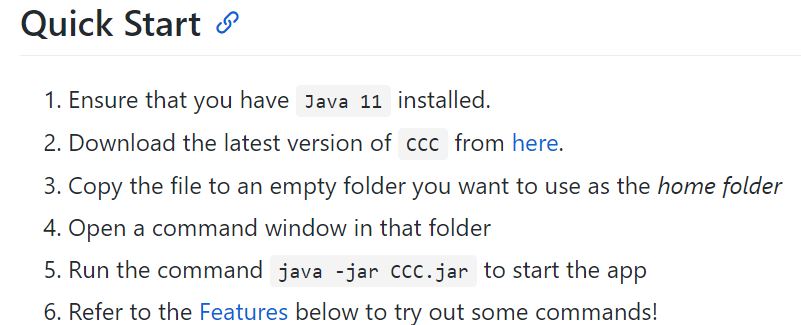 Quick Start
1. Ensure that you have Java 11 installed.
2. Download the latest version of CCC from here.
3. Copy the file to an empty folder you want to use as the home folder
4. Open a command window in that folder
5. Run the command java -jar CCC.jar to start the app
6. Refer to the Features below to try out some commands!